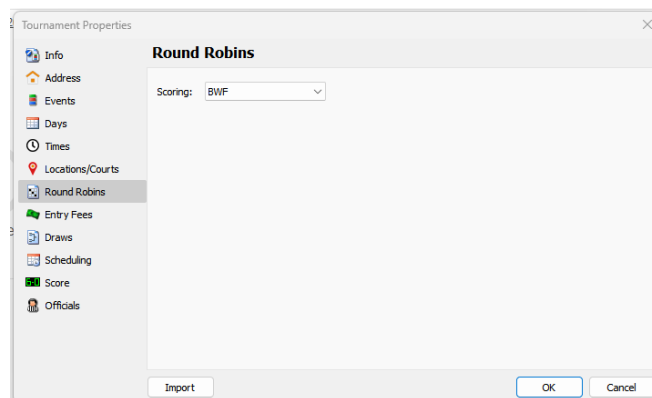 Tournament Properties
Info
Address
Events
Days
Times
Locations/Courts
Round Robins
Entry Fees
Draws
Scheduling
Score
Officials
Round Robins
Scoring: BWF
Import
OK
Cancel